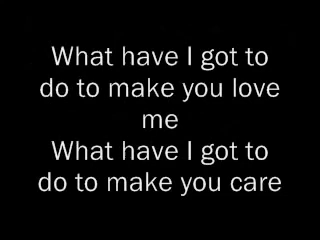 What have I got to
do to make you love
me
What have I got to
do to make you care